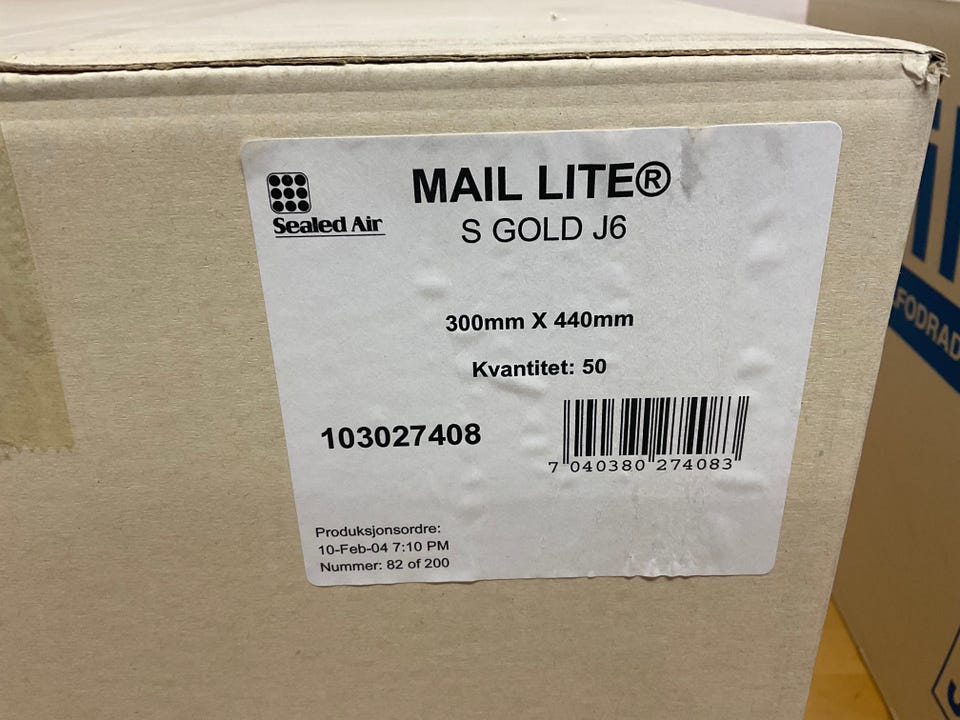 MAIL LITE®
S GOLD J6
Sealed Air
300mm X 440mm
Kvantitet: 50
103027408
7 040380 274083
Produksjonsordre:
10-Feb-04 7:10 PM
Nummer: 82 of 200
FODRAD